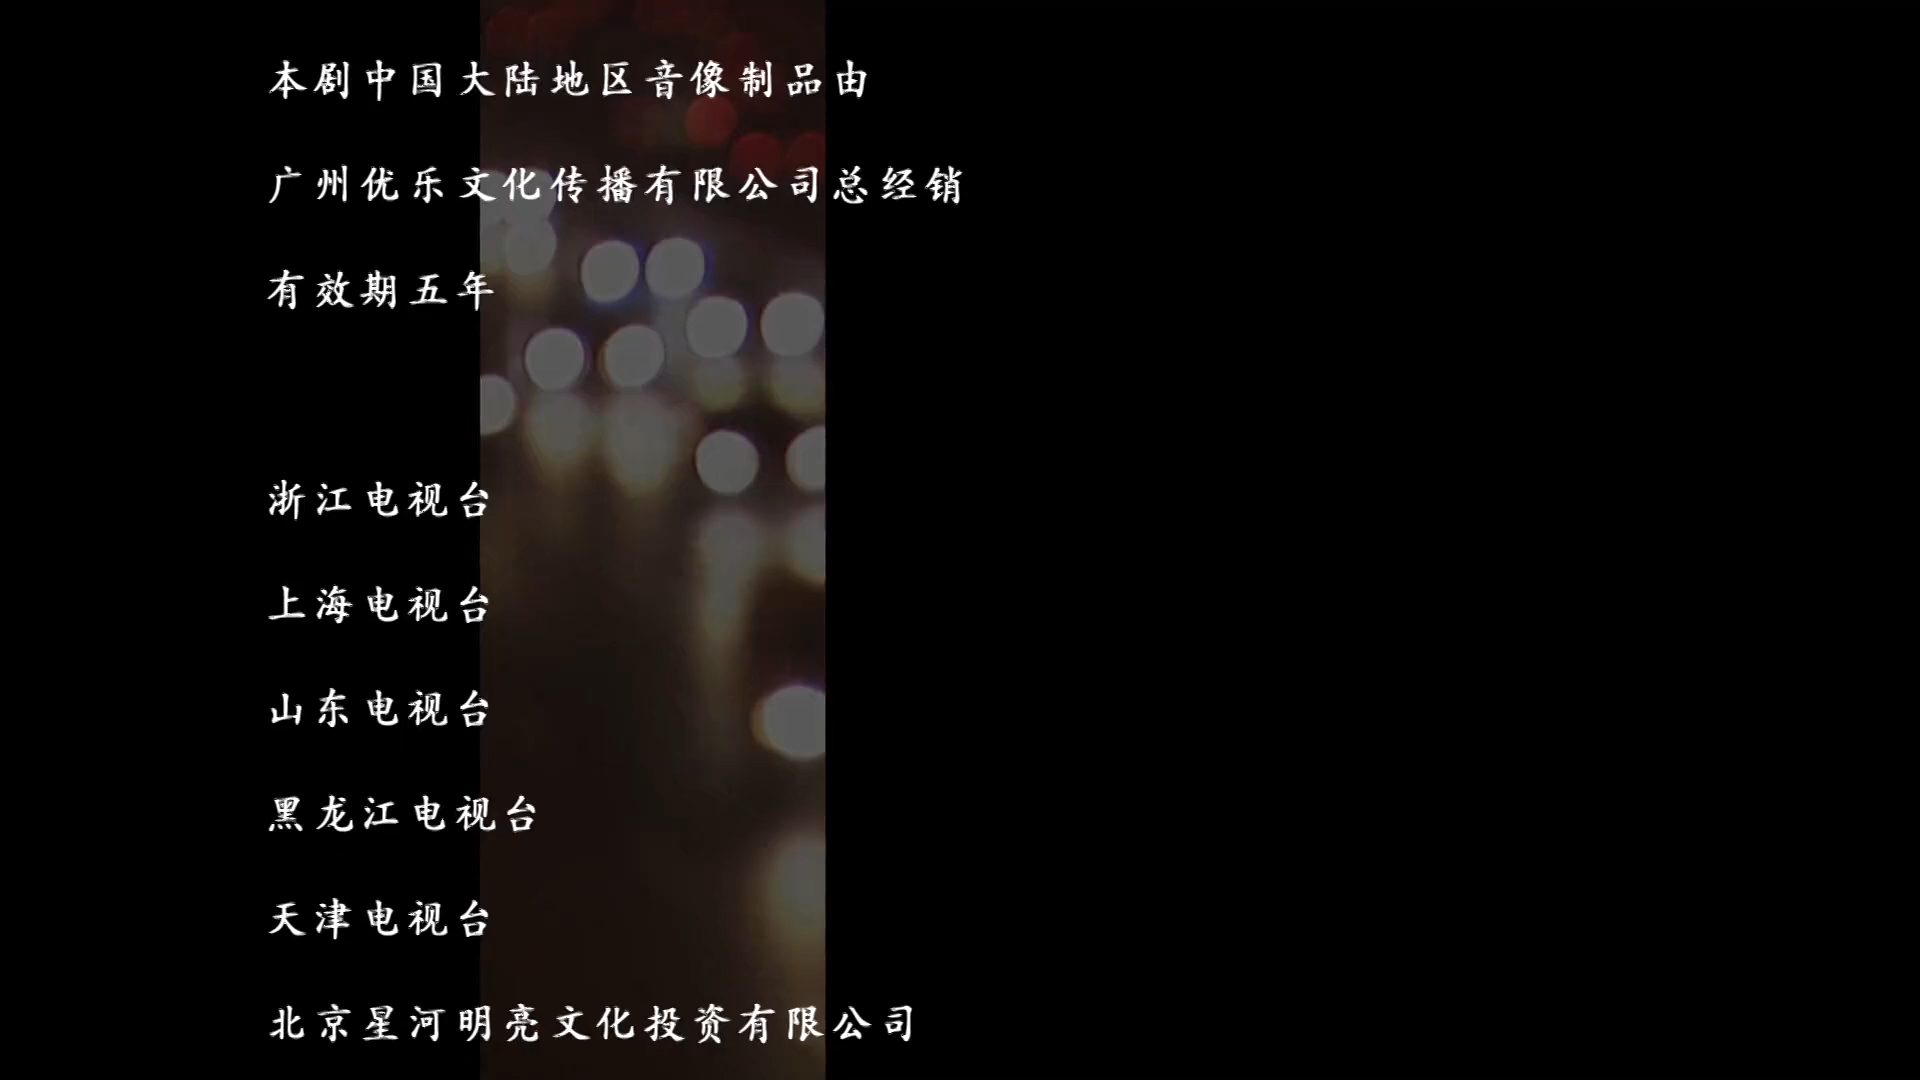 本剧中国大陆地区音像制品由
广州优乐文化传播有限公司总经销
有效期五年
浙江电视台
上海电视台
山东电视台
黑龙江电视台
天津电视台
北京星河明亮文化投资有限公司